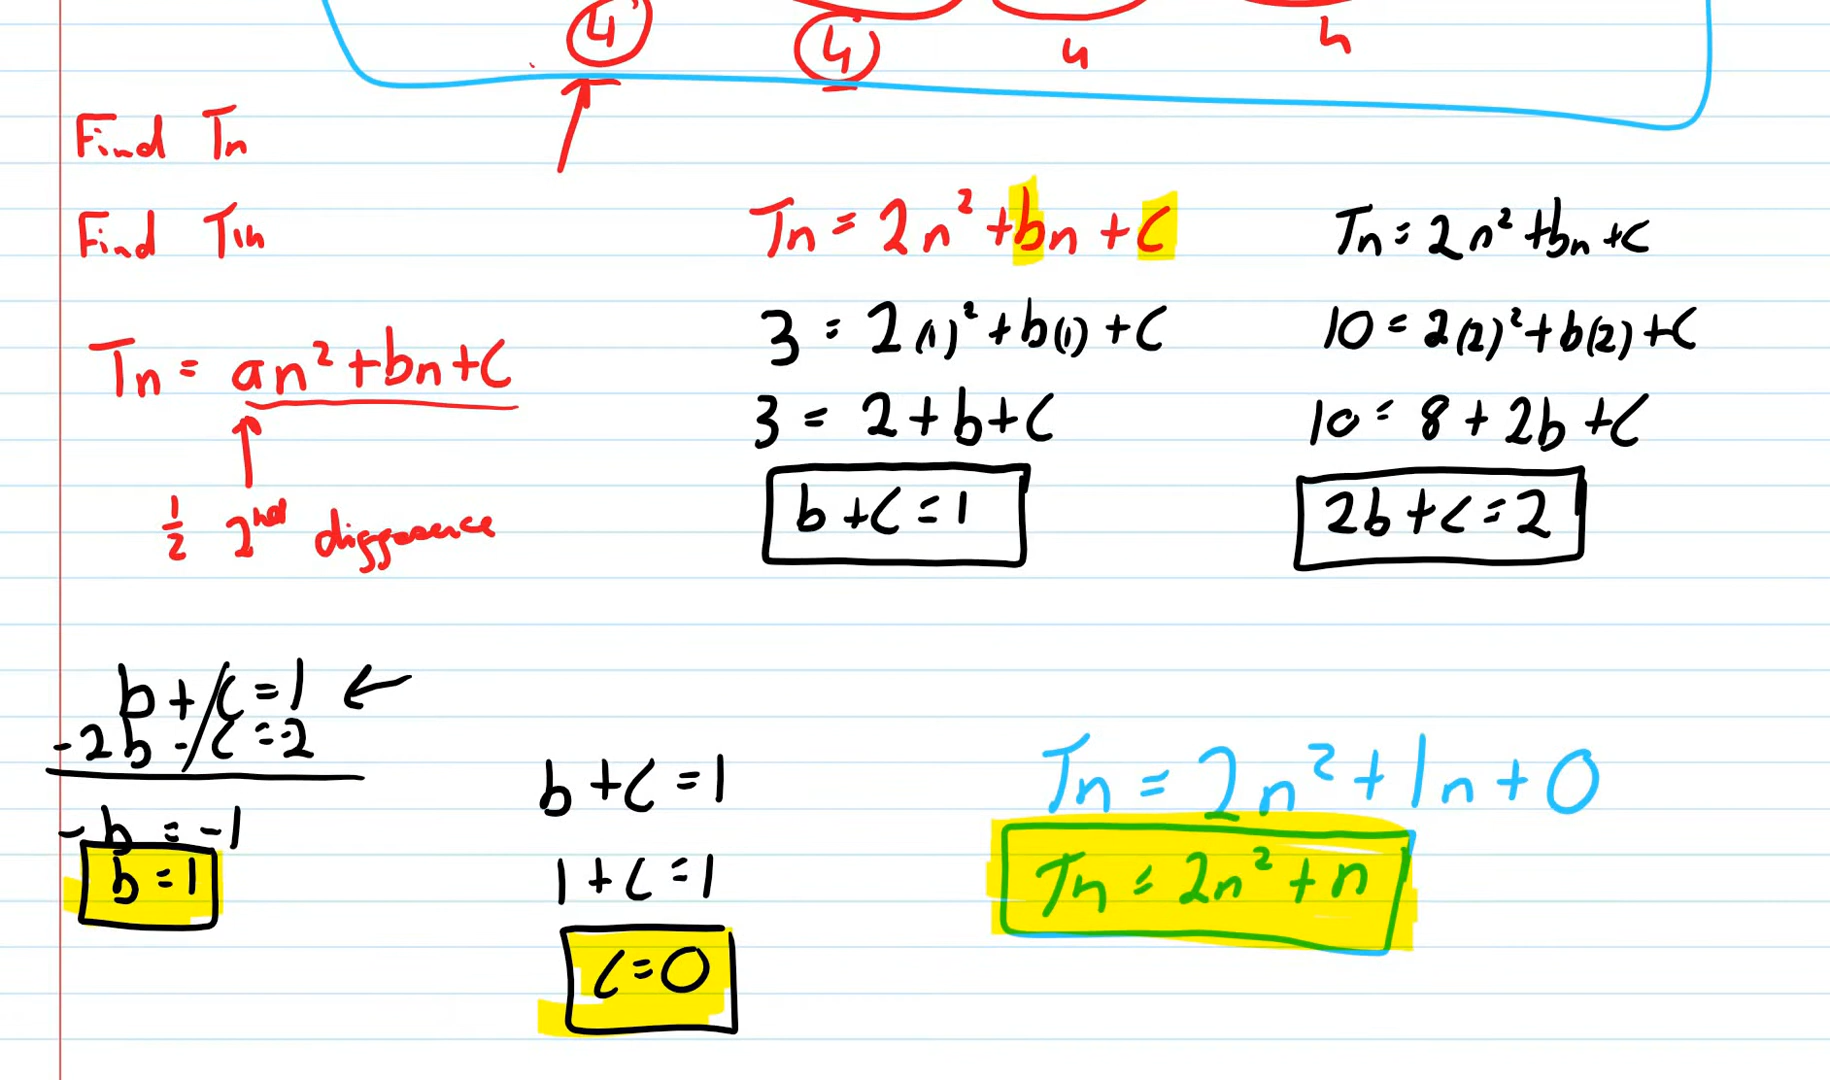 4 4 4 4
Find Tn
Find T10
Tn = an² + bn + c
½ 2nd difference
Tn = 2n² + bn + c
3 = 2(1)² + b(1) + c
3 = 2 + b + c
b + c = 1
Tn = 2n² + bn + c
10 = 2(2)² + b(2) + c
10 = 8 + 2b + c
2b + c = 2
b + c = 1
-2b - c = -2
-b = -1
b = 1
b + c = 1
1 + c = 1
c = 0
Tn = 2n² + 1n + 0
Tn = 2n² + n